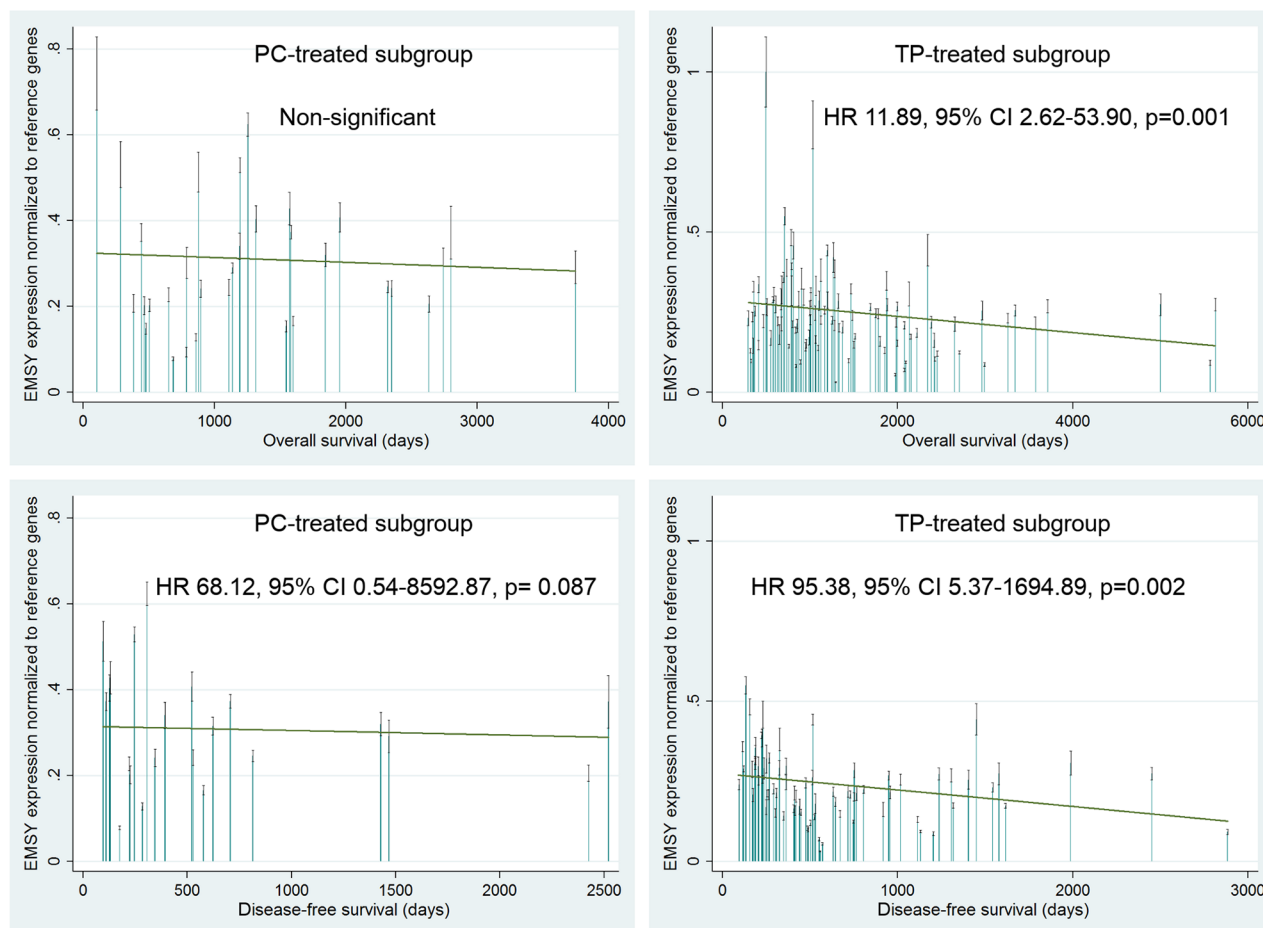 PC-treated subgroup
Non-significant
EMSY expression normalized to reference genes
0
.2
.4
.6
.8
0 1000 2000 3000 4000
Overall survival (days)
TP-treated subgroup
HR 11.89, 95% CI 2.62-53.90, p=0.001
EMSY expression normalized to reference genes
0
.5
1
0 2000 4000 6000
Overall survival (days)
PC-treated subgroup
HR 68.12, 95% CI 0.54-8592.87, p= 0.087
EMSY expression normalized to reference genes
0
.2
.4
.6
.8
0 500 1000 1500 2000 2500
Disease-free survival (days)
TP-treated subgroup
HR 95.38, 95% CI 5.37-1694.89, p=0.002
EMSY expression normalized to reference genes
0
.5
1
0 1000 2000 3000
Disease-free survival (days)